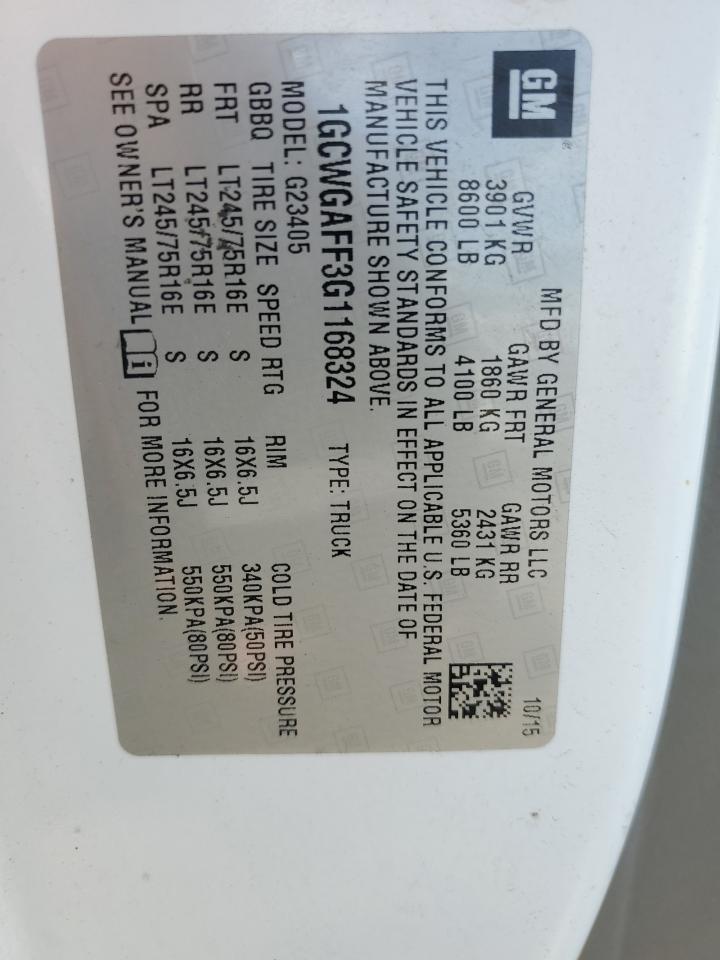 GM
MFD BY GENERAL MOTORS LLC 10/15
GVWR GAWR FRT GAWR RR
3901 KG 1860 KG 2431 KG
8600 LB 4100 LB 5360 LB
THIS VEHICLE CONFORMS TO ALL APPLICABLE U.S. FEDERAL MOTOR
VEHICLE SAFETY STANDARDS IN EFFECT ON THE DATE OF
MANUFACTURE SHOWN ABOVE.
1GCWGAFF3G1168324 TYPE: TRUCK
MODEL: G23405
GBBQ TIRE SIZE SPEED RTG RIM COLD TIRE PRESSURE
FRT LT245/75R16E S 16X6.5J 340KPA(50PSI)
RR LT245/75R16E S 16X6.5J 550KPA(80PSI)
SPA LT245/75R16E S 16X6.5J 550KPA(80PSI)
SEE OWNER'S MANUAL i FOR MORE INFORMATION.